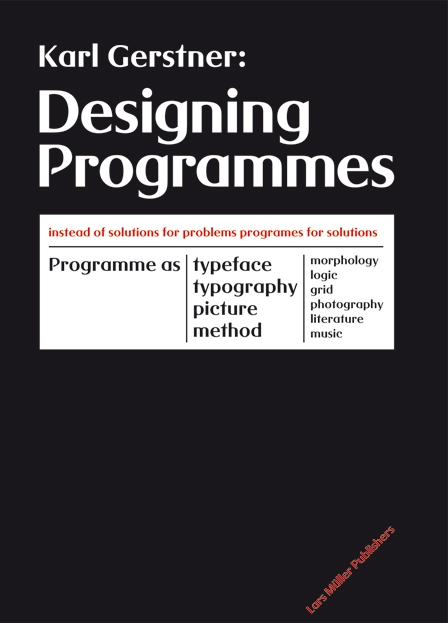 Karl Gerstner:
Designing
Programmes
instead of solutions for problems programes for solutions
Programme as
typeface
typography
picture
method
morphology
logic
grid
photography
literature
music
Lars Müller Publishers